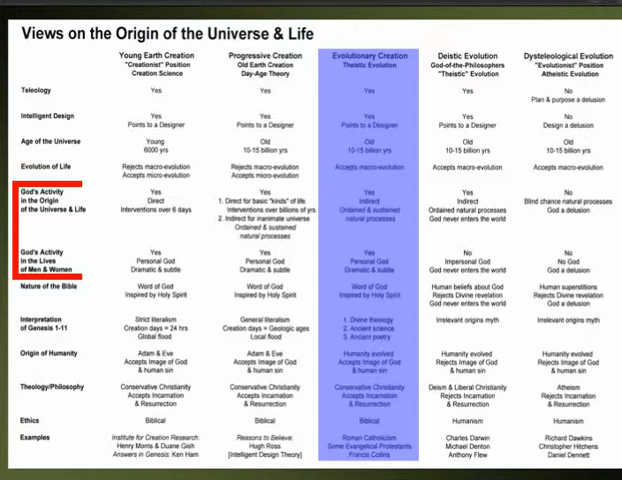 Views on the Origin of the Universe & Life
Young Earth Creation Progressive Creation Evolutionary Creation Deistic Evolution Dysteleological Evolution
"Creationist" Position Old Earth Creation Theistic Evolution God-of-the-Philosophers "Evolutionist" Position
Creation Science Day-Age Theory "Theistic" Evolution Atheistic Evolution
Teleology Yes Yes Yes Yes No
Plan & purpose a delusion
Intelligent Design Yes Yes Yes Yes No
Points to a Designer Points to a Designer Points to a Designer Points to a Designer Design a delusion
Age of the Universe Young Old Old Old Old
6000 yrs 10-15 billion yrs 10-15 billion yrs 10-15 billion yrs 10-15 billion yrs
Evolution of Life Rejects macro-evolution Rejects macro-evolution Accepts macro-evolution Accepts macro-evolution Accepts macro-evolution
Accepts micro-evolution Accepts micro-evolution
God's Activity Yes Yes Yes Yes No
in the Origin Direct 1. Direct for basic "kinds" of life Indirect Indirect Blind chance natural processes
of the Universe & Life Interventions over 6 days Interventions over billions of yrs Ordained & sustained Ordained natural processes God a delusion
2. Indirect for inanimate universe natural processes God never enters the world
Ordained & sustained
natural processes
God's Activity Yes Yes Yes No No
in the Lives Personal God Personal God Personal God Impersonal God No God
of Men & Women Dramatic & subtle Dramatic & subtle Dramatic & subtle God never enters the world God a delusion
Nature of the Bible Word of God Word of God Word of God Human beliefs about God Human superstitions
Inspired by Holy Spirit Inspired by Holy Spirit Inspired by Holy Spirit Rejects Divine revelation Rejects Divine revelation
God never enters the world God a delusion
Interpretation Strict literalism General literalism 1. Divine theology Irrelevant origins myth Irrelevant origins myth
of Genesis 1-11 Creation days = 24 hrs Creation days = Geologic ages 2. Ancient science
Global flood Local flood 3. Ancient poetry
Origin of Humanity Adam & Eve Adam & Eve Humanity evolved Humanity evolved Humanity evolved
Accepts Image of God Accepts Image of God Accepts Image of God Rejects Image of God Rejects Image of God
& human sin & human sin & human sin & human sin & human sin
Theology/Philosophy Conservative Christianity Conservative Christianity Conservative Christianity Deism & Liberal Christianity Atheism
Accepts Incarnation Accepts Incarnation Accepts Incarnation Rejects Incarnation Rejects Incarnation
& Resurrection & Resurrection & Resurrection & Resurrection & Resurrection
Ethics Biblical Biblical Biblical Humanism Humanism
Examples Institute for Creation Research: Reasons to Believe: Roman Catholicism Charles Darwin Richard Dawkins
Henry Morris & Duane Gish Hugh Ross Some Evangelical Protestants Michael Denton Christopher Hitchens
Answers in Genesis: Ken Ham [Intelligent Design Theory] Francis Collins Anthony Flew Daniel Dennett